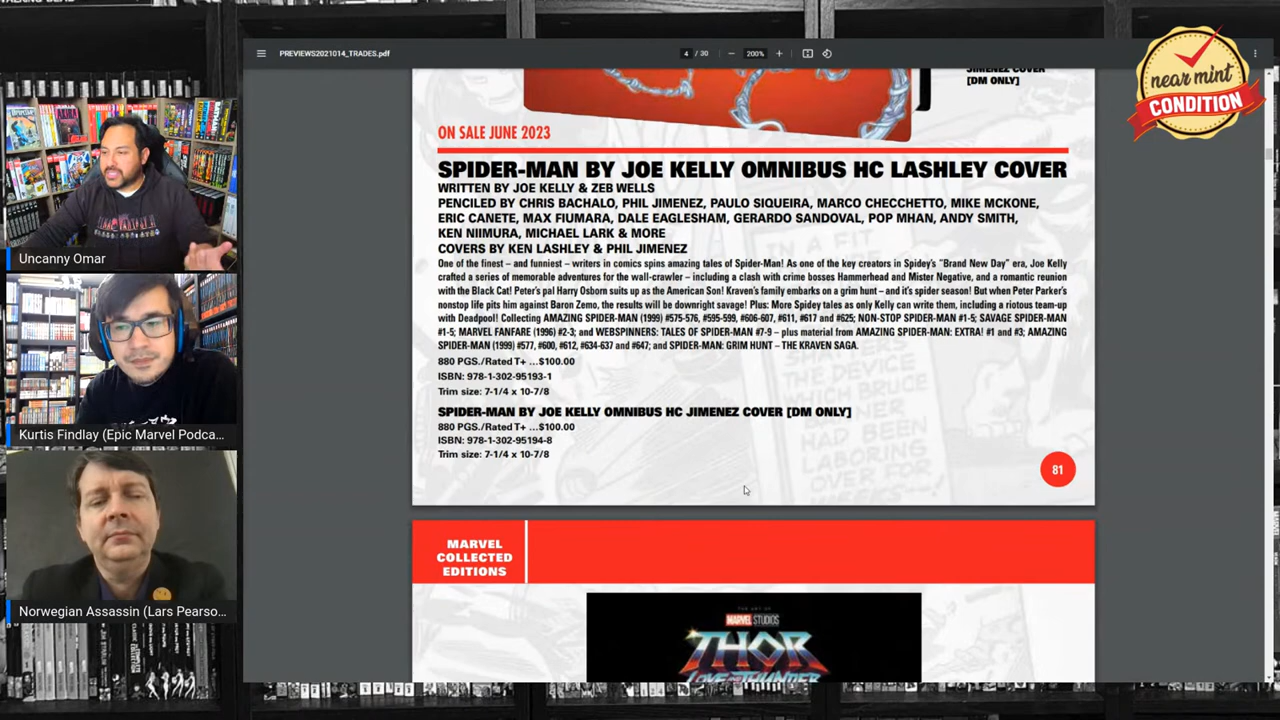 PREVIEWS2021014_TRADES.pdf
4 / 30
200%
near mint
CONDITION
JIMENEZ COVER
[DM ONLY]
ON SALE JUNE 2023
SPIDER-MAN BY JOE KELLY OMNIBUS HC LASHLEY COVER
WRITTEN BY JOE KELLY & ZEB WELLS
PENCILED BY CHRIS BACHALO, PHIL JIMENEZ, PAULO SIQUEIRA, MARCO CHECCHETTO, MIKE MCKONE,
ERIC CANETE, MAX FIUMARA, DALE EAGLESHAM, GERARDO SANDOVAL, POP MHAN, ANDY SMITH,
KEN NIIMURA, MICHAEL LARK & MORE
COVERS BY KEN LASHLEY & PHIL JIMENEZ
One of the finest – and funniest – writers in comics spins amazing tales of Spider-Man! As one of the key creators in Spidey's "Brand New Day" era, Joe Kelly
crafted a series of memorable adventures for the wall-crawler – including a clash with crime bosses Hammerhead and Mister Negative, and a romantic reunion
with the Black Cat! Peter's pal Harry Osborn suits up as the American Son! Kraven's family embarks on a grim hunt – and it's spider season! But when Peter Parker's
nonstop life pits him against Baron Zemo, the results will be downright savage! Plus: More Spidey tales as only Kelly can write them, including a riotous team-up
with Deadpool! Collecting AMAZING SPIDER-MAN (1999) #575-576, #595-599, #606-607, #611, #617 and #625; NON-STOP SPIDER-MAN #1-5; SAVAGE SPIDER-MAN
#1-5; MARVEL FANFARE (1996) #2-3; and WEBSPINNERS: TALES OF SPIDER-MAN #7-9 – plus material from AMAZING SPIDER-MAN: EXTRA! #1 and #3; AMAZING
SPIDER-MAN (1999) #577, #600, #612, #634-637 and #647; and SPIDER-MAN: GRIM HUNT – THE KRAVEN SAGA.
880 PGS./Rated T+ ...$100.00
ISBN: 978-1-302-95193-1
Trim size: 7-1/4 x 10-7/8
SPIDER-MAN BY JOE KELLY OMNIBUS HC JIMENEZ COVER [DM ONLY]
880 PGS./Rated T+ ...$100.00
ISBN: 978-1-302-95194-8
Trim size: 7-1/4 x 10-7/8
81
MARVEL
COLLECTED
EDITIONS
THE ART OF
MARVEL STUDIOS
THOR
LOVE AND THUNDER
Uncanny Omar
Kurtis Findlay (Epic Marvel Podca...
Norwegian Assassin (Lars Pearso...